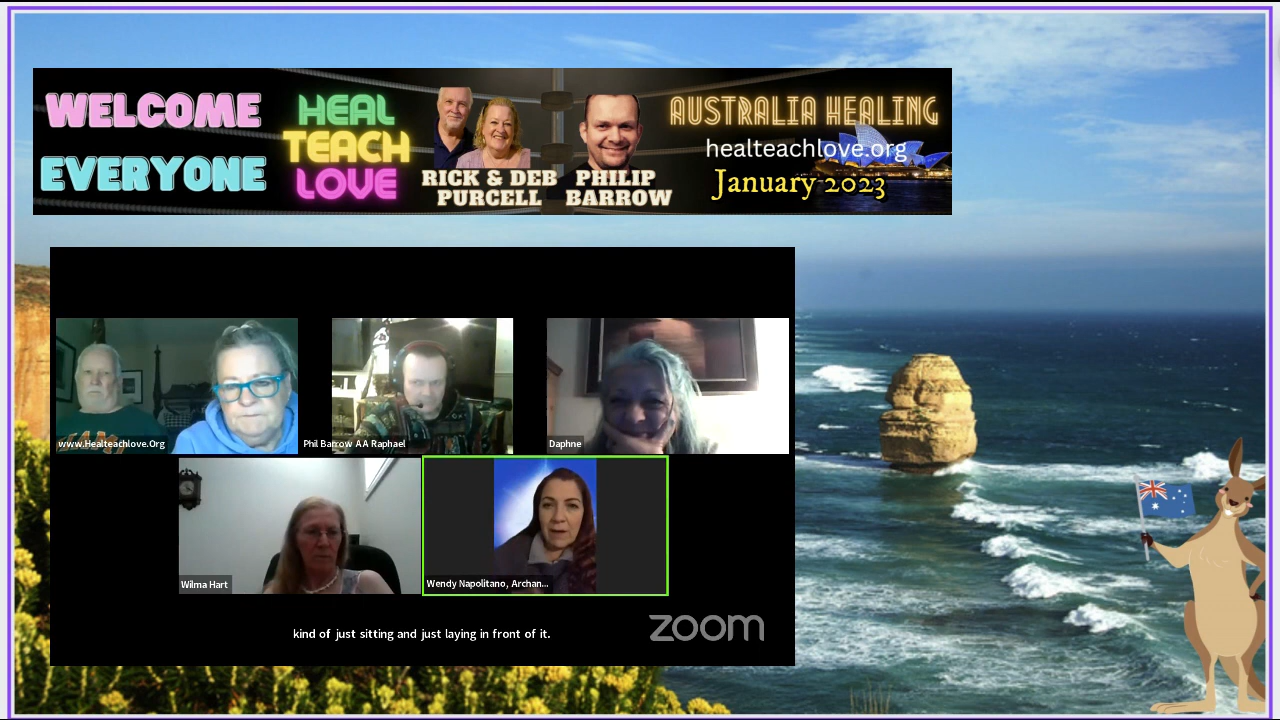 WELCOME
EVERYONE
HEAL
TEACH
LOVE
RICK & DEB
PURCELL
PHILIP
BARROW
AUSTRALIA HEALING
healteachlove.org
January 2023
www.Healteachlove.Org
Phil Barrow AA Raphael
Daphne
Wilma Hart
Wendy Napolitano, Archan...
kind of just sitting and just laying in front of it.
zoom